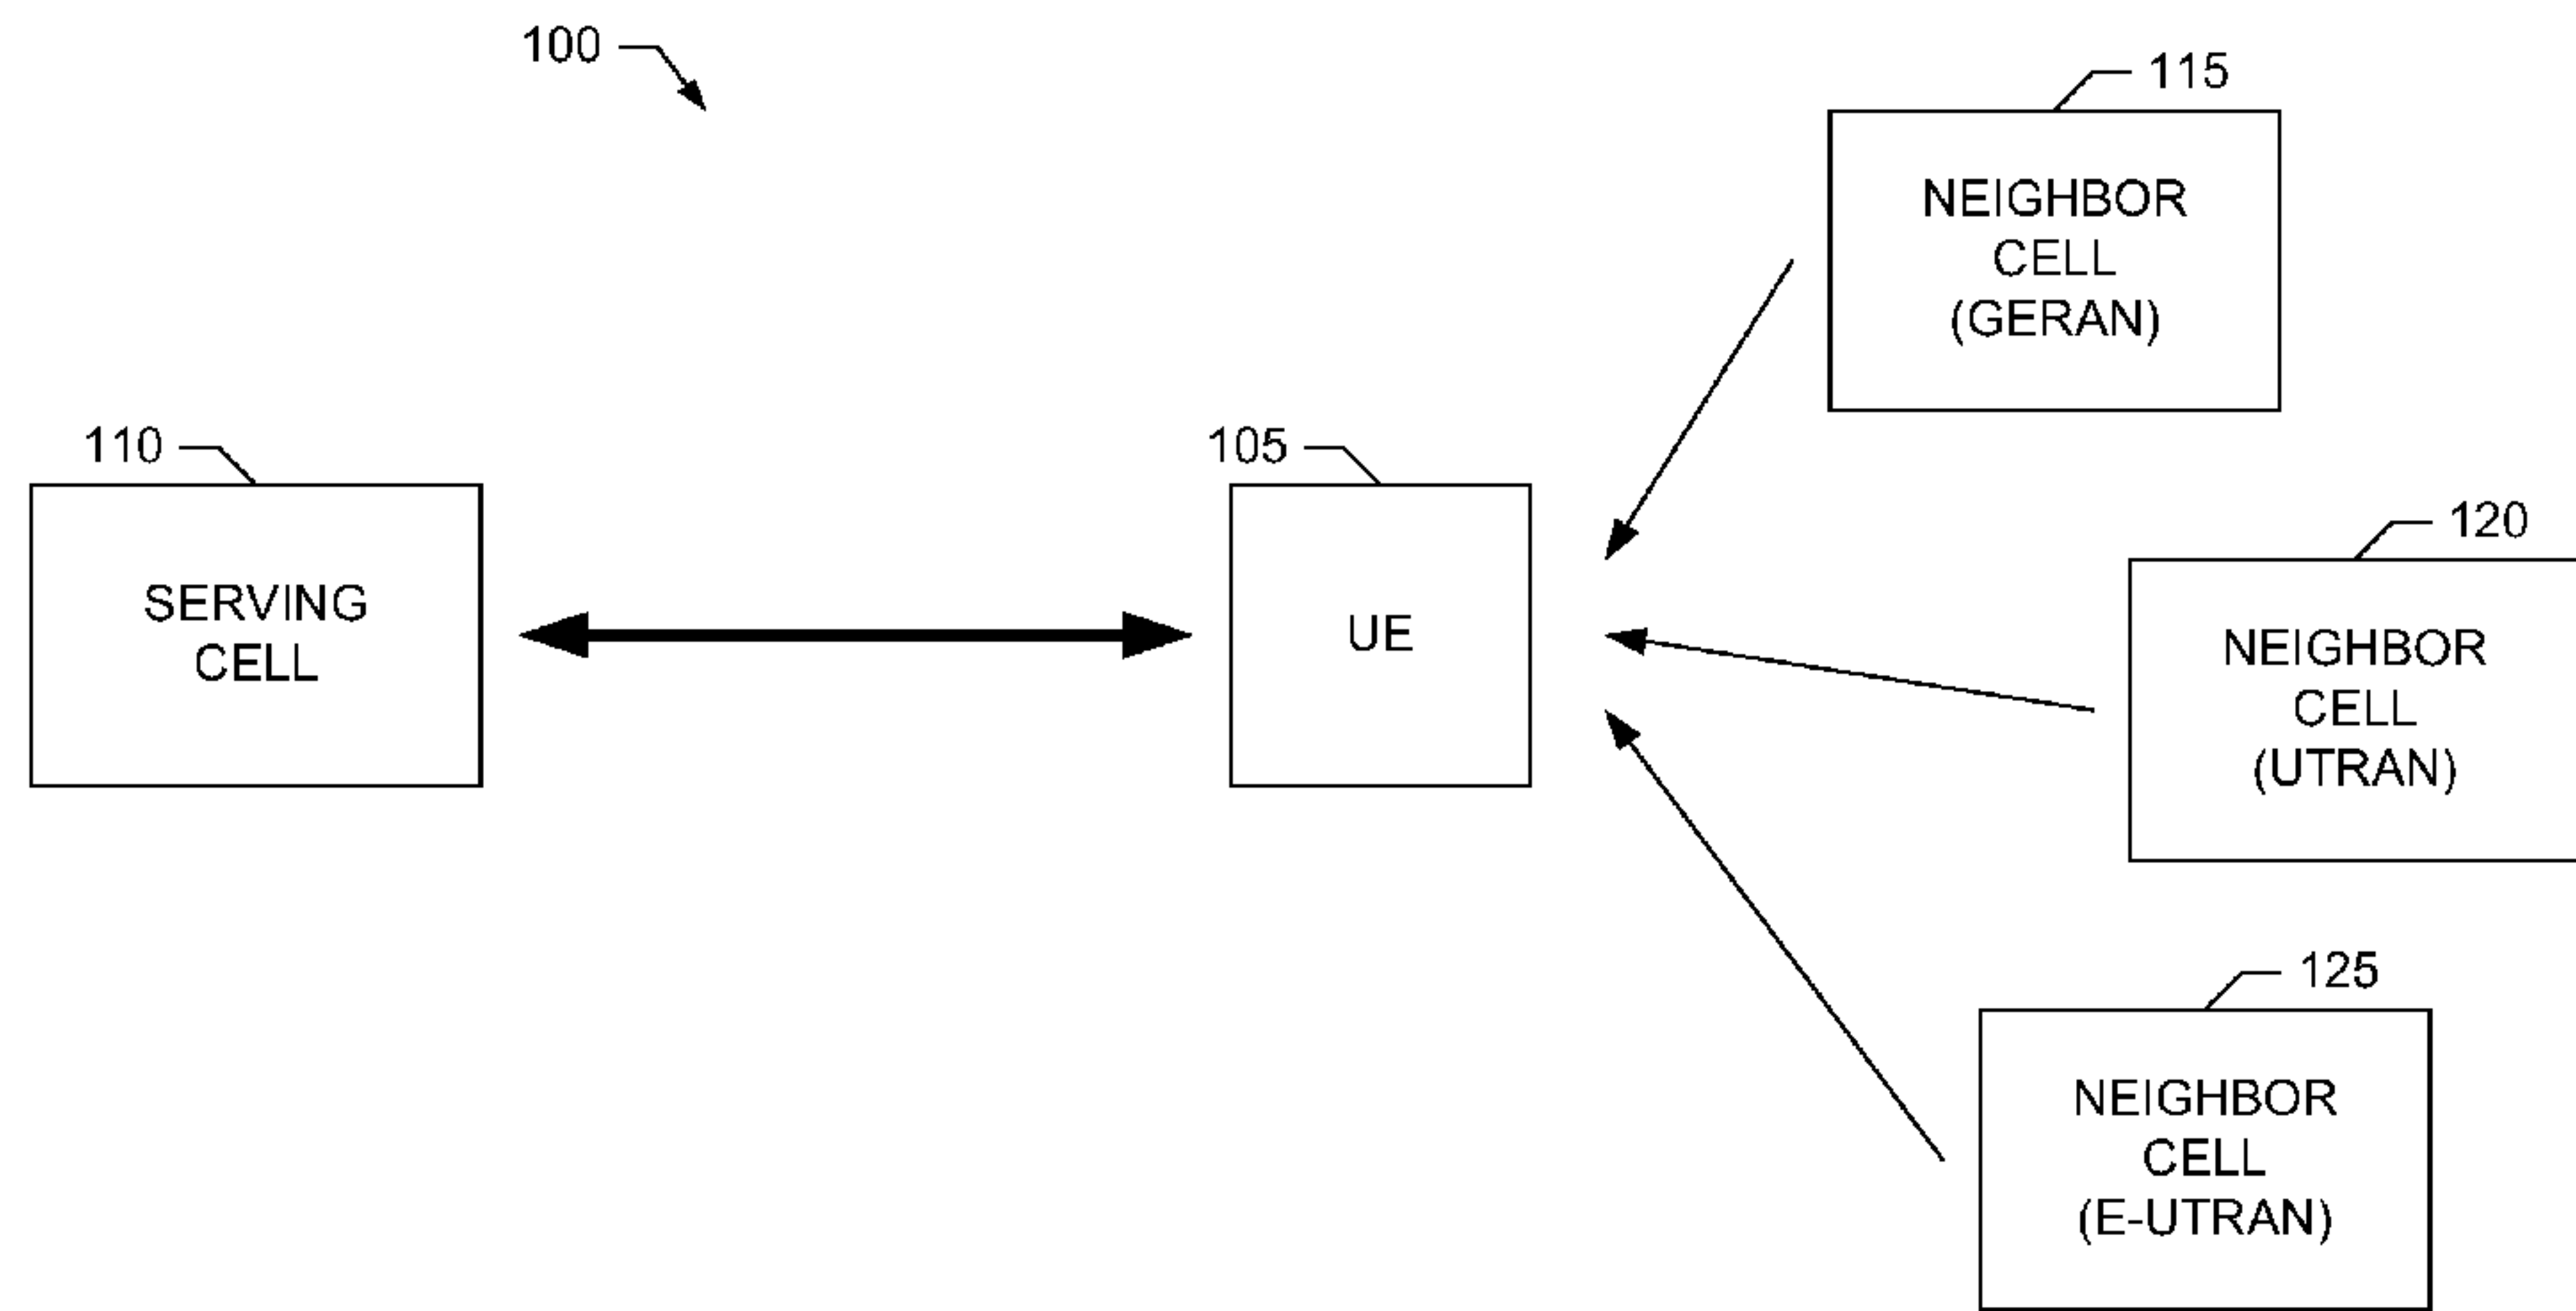 100
115
NEIGHBOR
CELL
(GERAN)
110
SERVING
CELL
105
UE
120
NEIGHBOR
CELL
(UTRAN)
125
NEIGHBOR
CELL
(E-UTRAN)